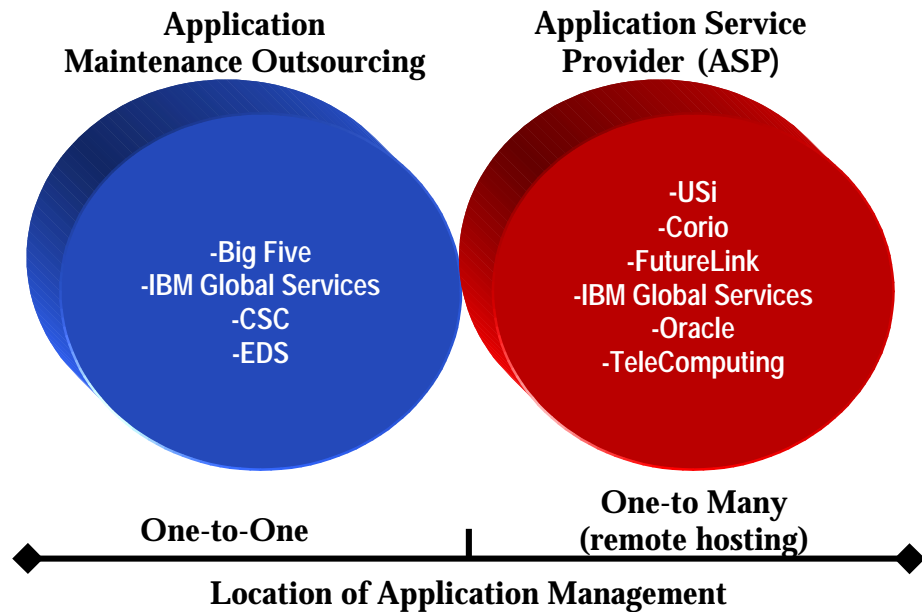 Application
Maintenance Outsourcing
Application Service
Provider (ASP)
-Big Five
-IBM Global Services
-CSC
-EDS
-USi
-Corio
-FutureLink
-IBM Global Services
-Oracle
-TeleComputing
One-to-One
One-to Many
(remote hosting)
Location of Application Management